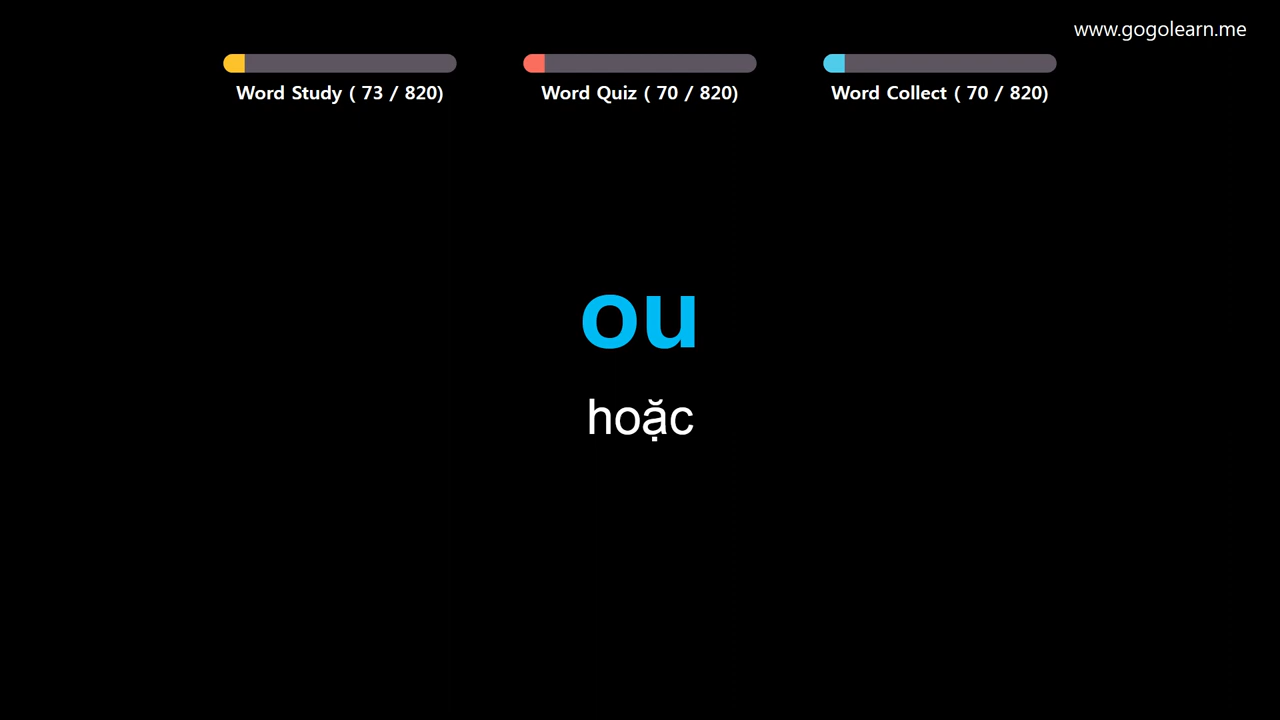 www.gogolearn.me
Word Study ( 73 / 820)
Word Quiz ( 70 / 820)
Word Collect ( 70 / 820)
ou
hoặc